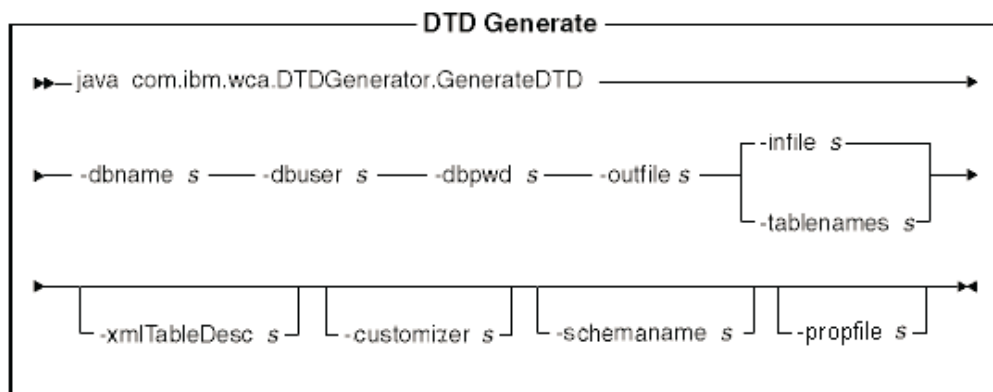 DTD Generate
java com.ibm.wca.DTDGenerator.GenerateDTD
-infile s
-dbname s -dbuser s -dbpwd s -outfile s
-tablenames s
-xmlTableDesc s -customizer s -schemaname s -propfile s